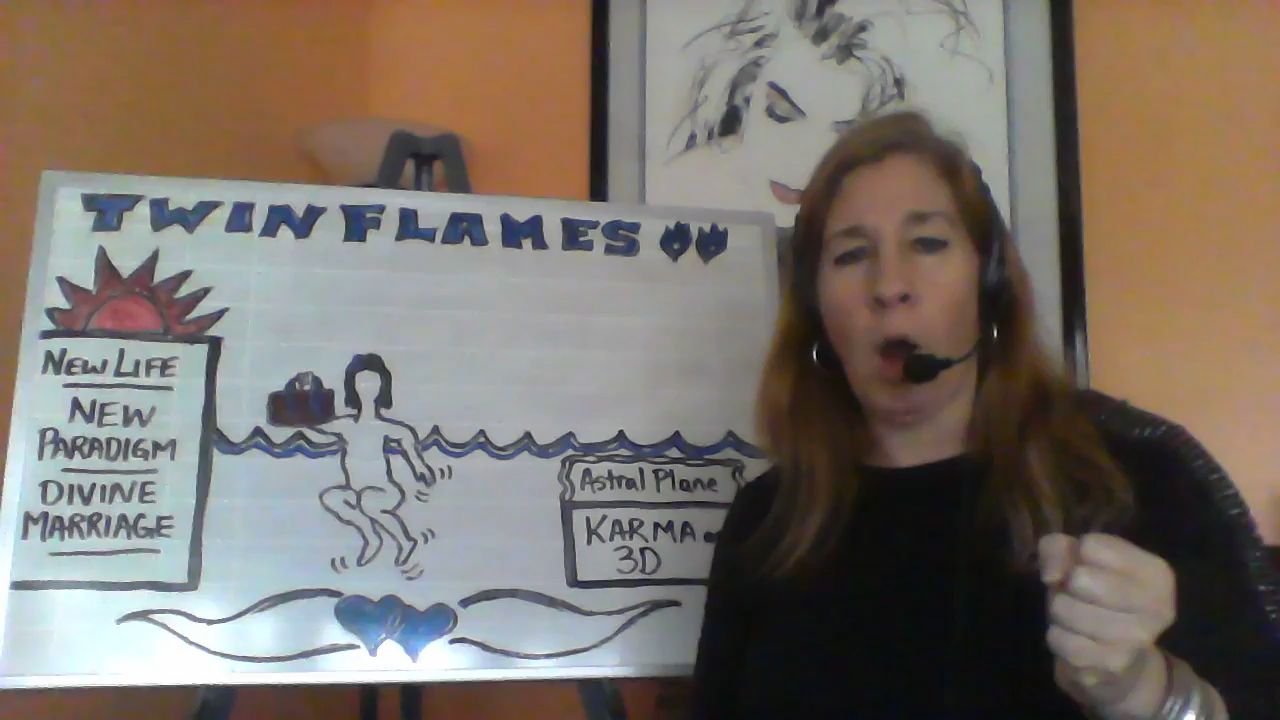 TWIN FLAMES
NEW LIFE
NEW
PARADIGM
DIVINE
MARRIAGE
Astral Plane
KARMA
3D